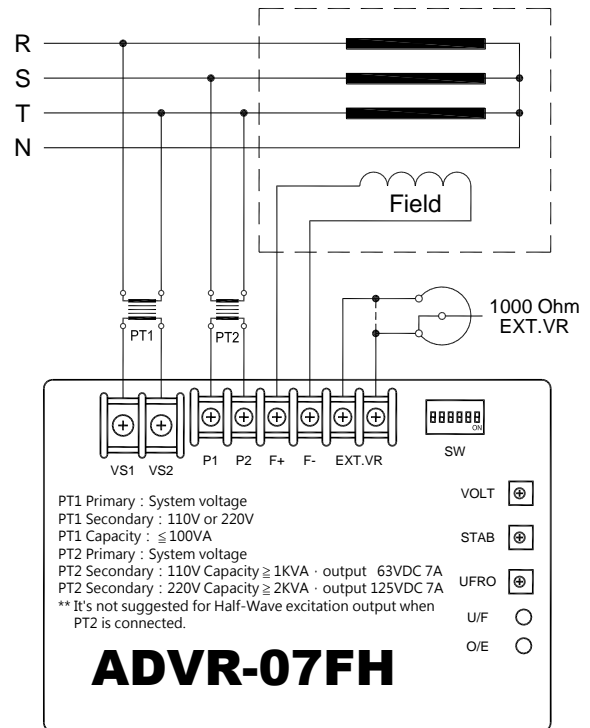 R
S
T
N
Field
PT1
PT2
1000 Ohm
EXT.VR
VS1 VS2
P1 P2 F+ F- EXT.VR
ON
SW
VOLT
STAB
UFRO
U/F
O/E
PT1 Primary : System voltage
PT1 Secondary : 110V or 220V
PT1 Capacity : ≦100VA
PT2 Primary : System voltage
PT2 Secondary : 110V Capacity≧1KVA · output 63VDC 7A
PT2 Secondary : 220V Capacity≧2KVA · output 125VDC 7A
** It's not suggested for Half-Wave excitation output when
PT2 is connected.
ADVR-07FH